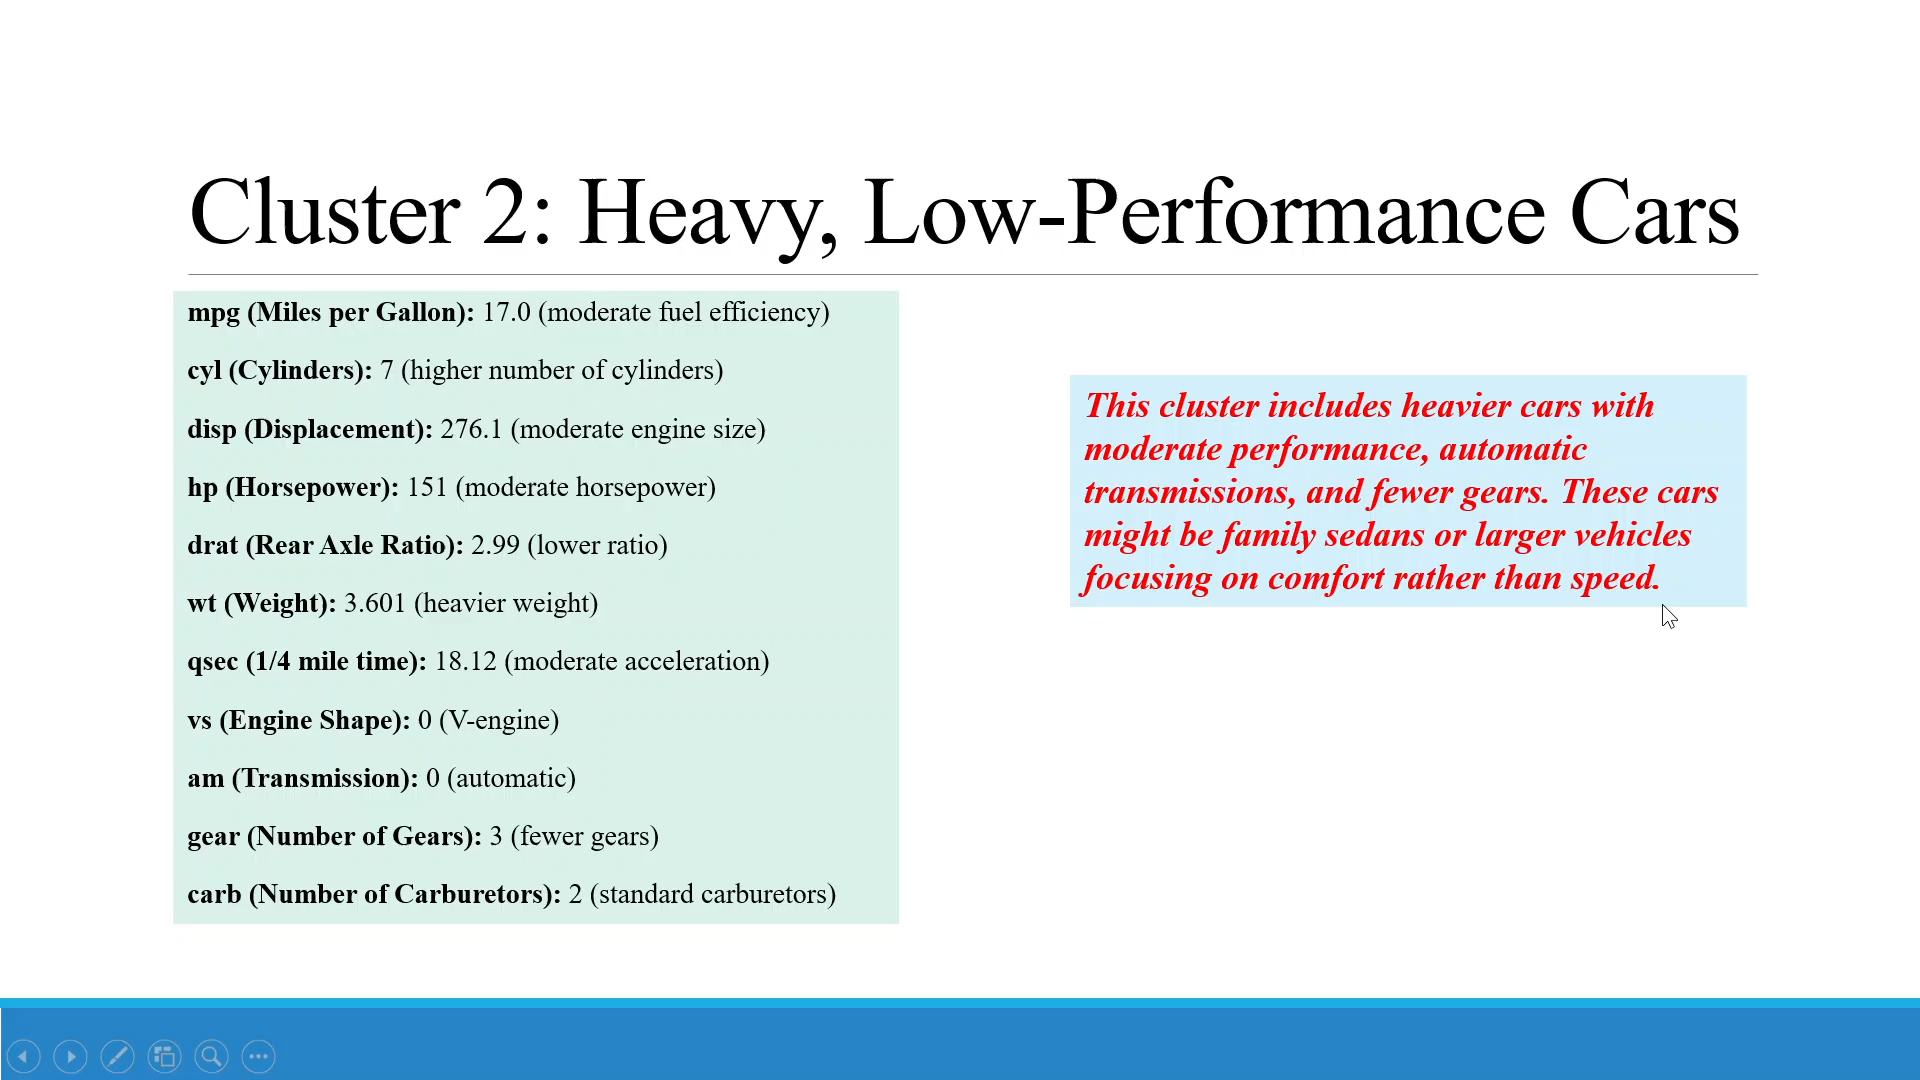 Cluster 2: Heavy, Low-Performance Cars
mpg (Miles per Gallon): 17.0 (moderate fuel efficiency)
cyl (Cylinders): 7 (higher number of cylinders)
disp (Displacement): 276.1 (moderate engine size)
hp (Horsepower): 151 (moderate horsepower)
drat (Rear Axle Ratio): 2.99 (lower ratio)
wt (Weight): 3.601 (heavier weight)
qsec (1/4 mile time): 18.12 (moderate acceleration)
vs (Engine Shape): 0 (V-engine)
am (Transmission): 0 (automatic)
gear (Number of Gears): 3 (fewer gears)
carb (Number of Carburetors): 2 (standard carburetors)
This cluster includes heavier cars with
moderate performance, automatic
transmissions, and fewer gears. These cars
might be family sedans or larger vehicles
focusing on comfort rather than speed.